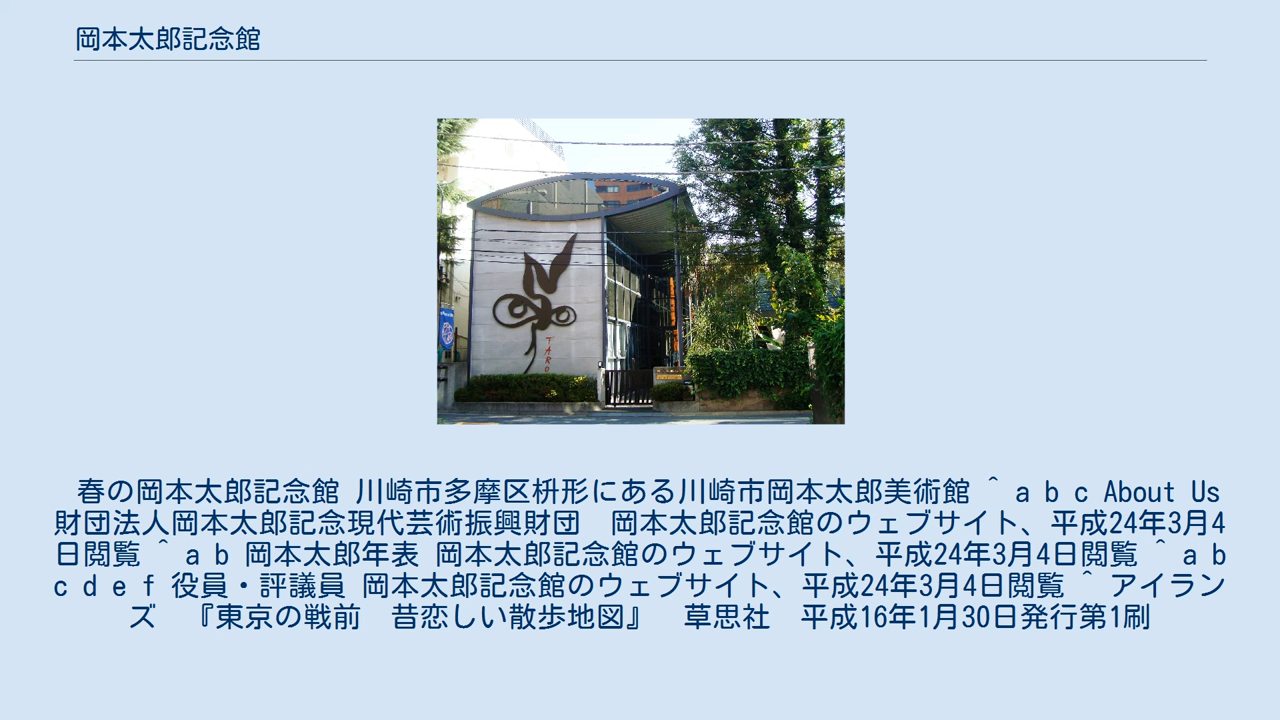 岡本太郎記念館
TARO
春の岡本太郎記念館 川崎市多摩区枡形にある川崎市岡本太郎美術館 ^ a b c About Us
財団法人岡本太郎記念現代芸術振興財団　岡本太郎記念館のウェブサイト、平成24年3月4
日閲覧 ^ a b 岡本太郎年表 岡本太郎記念館のウェブサイト、平成24年3月4日閲覧 ^ a b
c d e f 役員・評議員 岡本太郎記念館のウェブサイト、平成24年3月4日閲覧 ^ アイラン
ズ　『東京の戦前　昔恋しい散歩地図』　草思社　平成16年1月30日発行第1刷